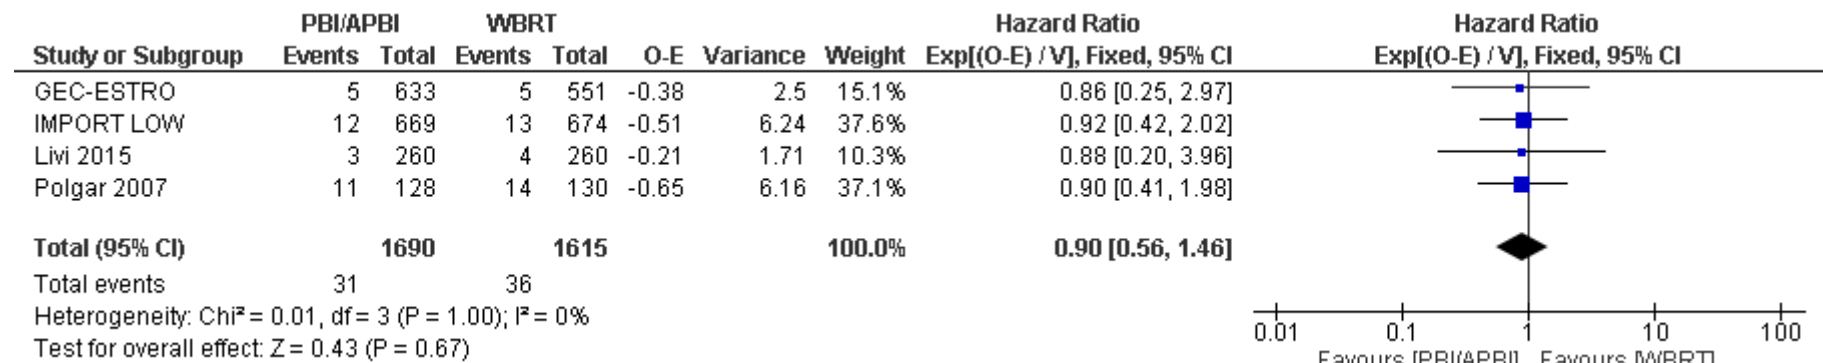 PBI/APBI WBRT Hazard Ratio Hazard Ratio
Study or Subgroup Events Total Events Total O-E Variance Weight Exp[(O-E) / V], Fixed, 95% CI Exp[(O-E) / V], Fixed, 95% CI
GEC-ESTRO 5 633 5 551 -0.38 2.5 15.1% 0.86 [0.25, 2.97]
IMPORT LOW 12 669 13 674 -0.51 6.24 37.6% 0.92 [0.42, 2.02]
Livi 2015 3 260 4 260 -0.21 1.71 10.3% 0.88 [0.20, 3.96]
Polgar 2007 11 128 14 130 -0.65 6.16 37.1% 0.90 [0.41, 1.98]
Total (95% CI) 1690 1615 100.0% 0.90 [0.56, 1.46]
Total events 31 36
Heterogeneity: Chi² = 0.01, df = 3 (P = 1.00); I² = 0%
Test for overall effect: Z = 0.43 (P = 0.67)
0.01 0.1 1 10 100
Favours [PBI/APBI] Favours [WBRT]